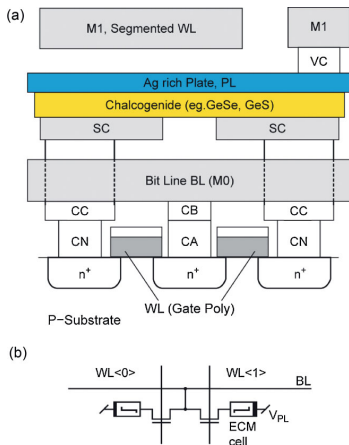 (a)
M1, Segmented WL
M1
VC
Ag rich Plate, PL
Chalcogenide (eg.GeSe, GeS)
SC
SC
Bit Line BL (M0)
CC
CB
CC
CN
CA
CN
n+
n+
n+
WL (Gate Poly)
P−Substrate
(b)
WL<0>
WL<1>
BL
VPL
ECM
cell